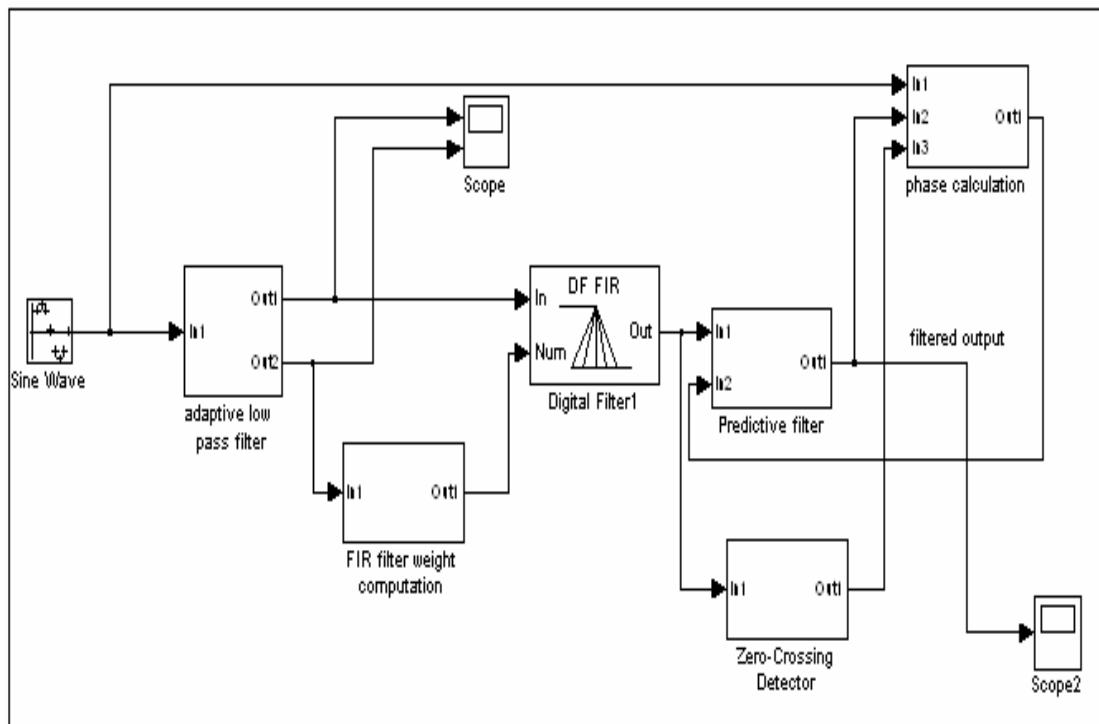 In1
In2
In3
Out1
phase calculation
Scope
Sine Wave
In1
Out1
Out2
adaptive low
pass filter
DF FIR
In
Num
Out
Digital Filter1
In1
In2
Out1
Predictive filter
filtered output
In1
Out1
FIR filter weight
computation
In1
Out1
Zero-Crossing
Detector
Scope2